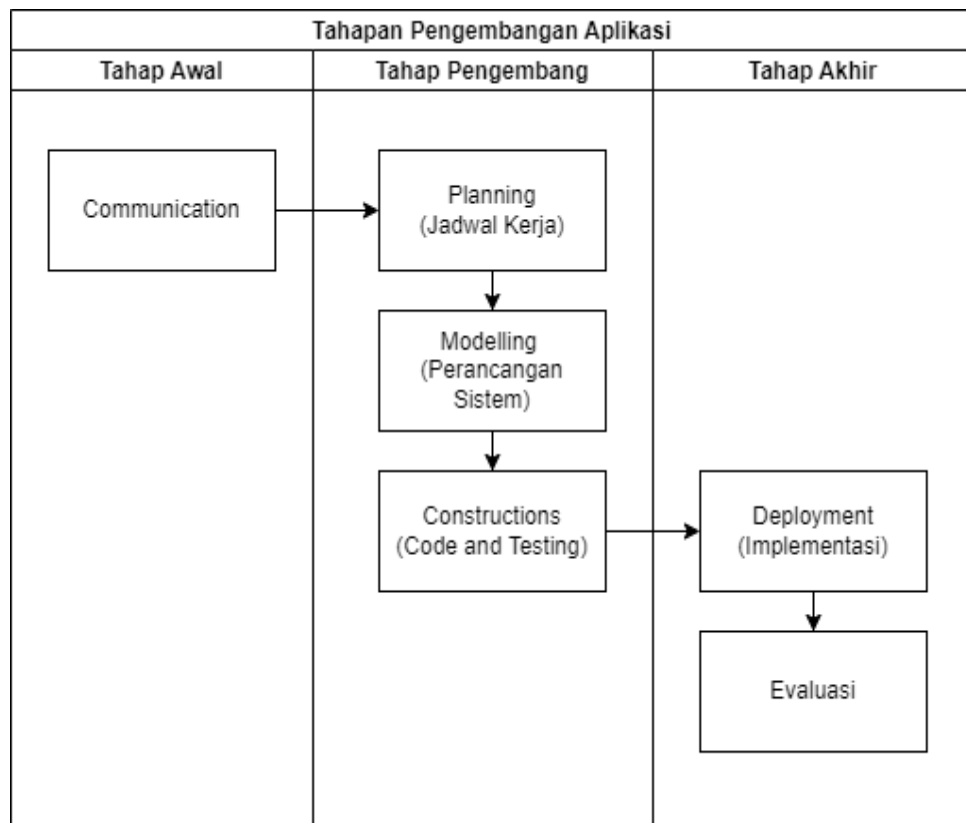 Tahapan Pengembangan Aplikasi
Tahap Awal
Tahap Pengembang
Tahap Akhir
Communication
Planning
(Jadwal Kerja)
Modelling
(Perancangan
Sistem)
Constructions
(Code and Testing)
Deployment
(Implementasi)
Evaluasi